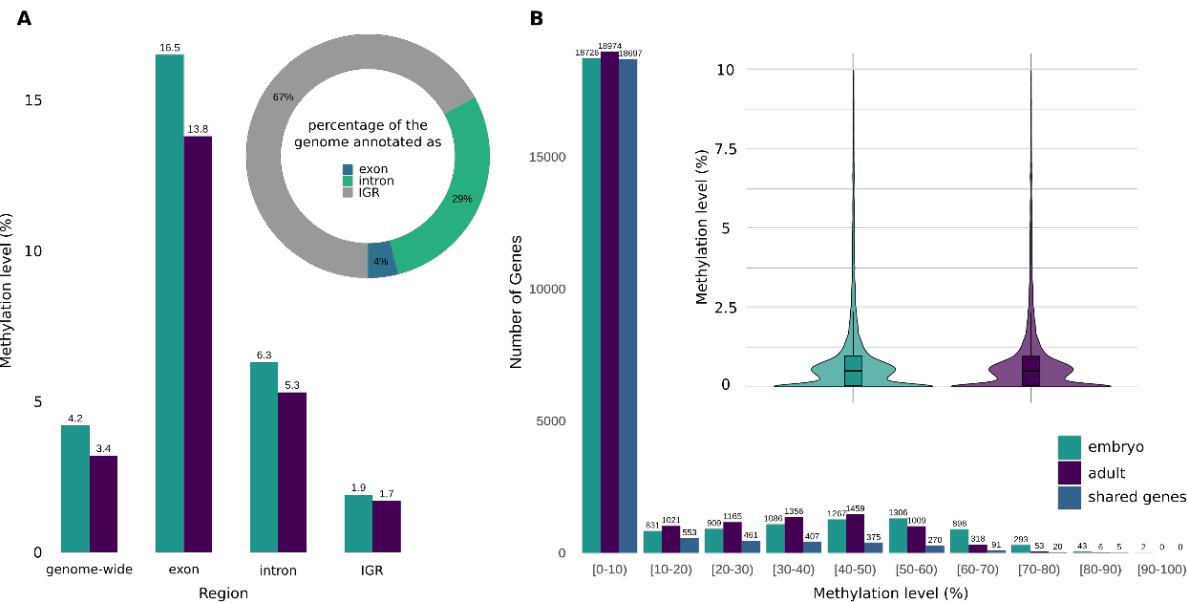 A
Methylation level (%)
15
10
5
0
16.5
13.8
6.3
5.3
4.2
3.4
1.9
1.7
67%
29%
4%
percentage of the
genome annotated as
exon
intron
IGR
genome-wide exon intron IGR
Region
B
Number of Genes
15000
10000
5000
0
18726 18974 18697
831 1021 553
909 1165 461
1086 1356 407
1267 1459 375
1306 1009 270
898 318 91
293 53 20
43 6 5
2 0 0
Methylation level (%)
10
7.5
5
2.5
0
embryo
adult
shared genes
[0-10) [10-20) [20-30) [30-40) [40-50) [50-60) [60-70) [70-80) [80-90) [90-100)
Methylation level (%)